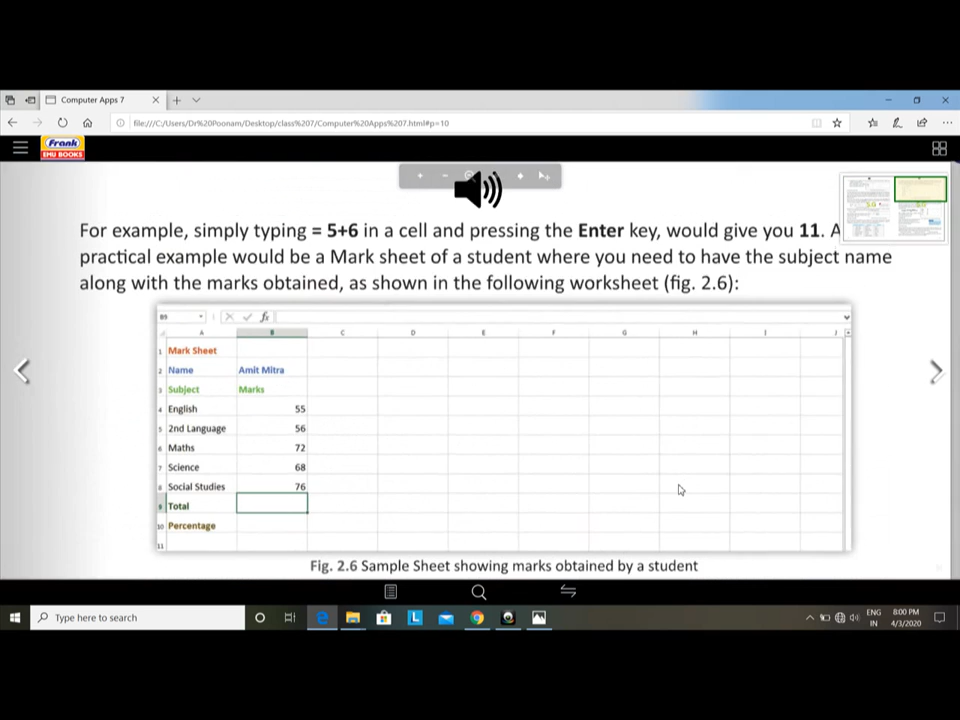 Computer Apps 7
file:///C:/Users/Dr%20Poonam/Desktop/class%207/Computer%20Apps%207.html#p=10
Frank
EMU BOOKS
For example, simply typing = 5+6 in a cell and pressing the Enter key, would give you 11. A
practical example would be a Mark sheet of a student where you need to have the subject name
along with the marks obtained, as shown in the following worksheet (fig. 2.6):
B9 fx
A B C D E F G H I J
1 Mark Sheet
2 Name Amit Mitra
3 Subject Marks
4 English 55
5 2nd Language 56
6 Maths 72
7 Science 68
8 Social Studies 76
9 Total
10 Percentage
11
Fig. 2.6 Sample Sheet showing marks obtained by a student
Type here to search
ENG 8:00 PM
IN 4/3/2020